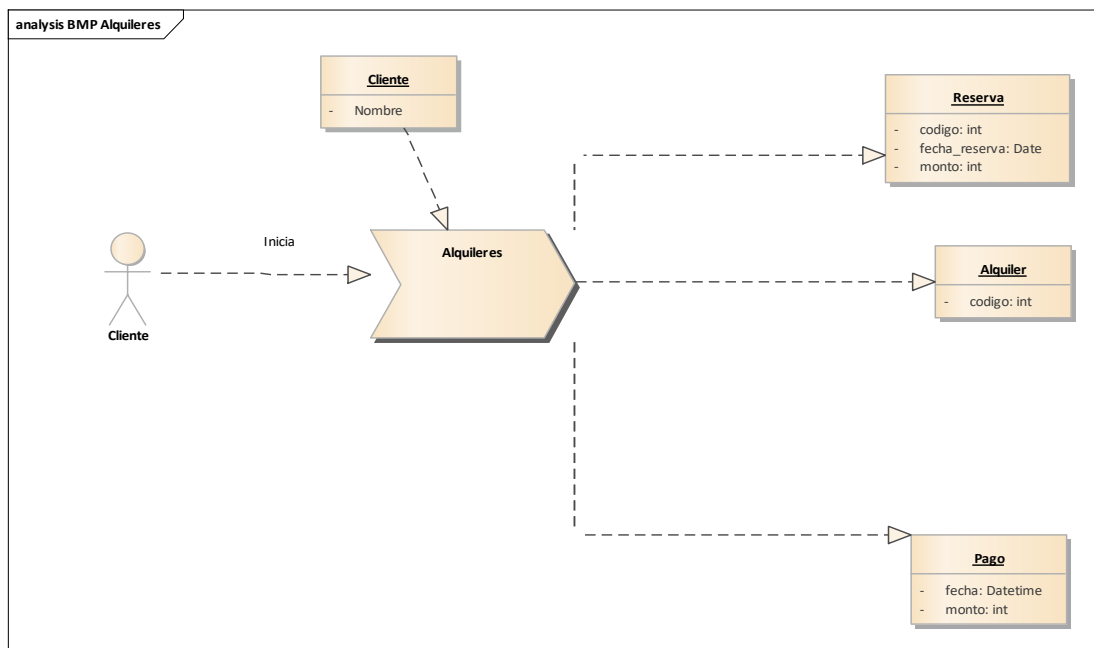 analysis BMP Alquileres
Cliente
- Nombre
Reserva
- codigo: int
- fecha_reserva: Date
- monto: int
Inicia
Alquileres
Cliente
Alquiler
- codigo: int
Pago
- fecha: Datetime
- monto: int